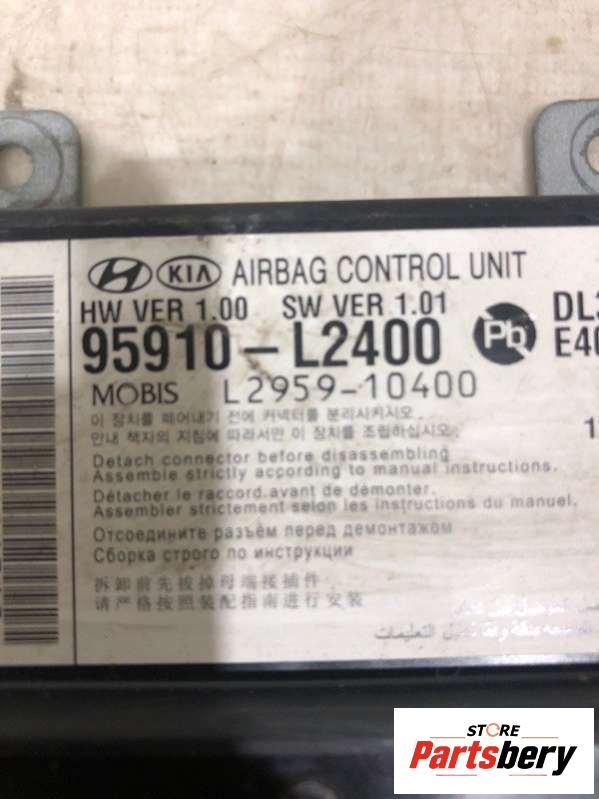 KIA AIRBAG CONTROL UNIT
HW VER 1.00 SW VER 1.01
95910-L2400
Pb
DL3
E40
MOBIS L2959-10400
이 장치를 떼어내기 전에 커넥터를 분리시키시오.
안내 책자의 지침에 따라서만 이 장치를 조립하십시오.
Detach connector before disassembling
Assemble strictly according to manual instructions.
Détacher le raccord avant de démonter.
Assembler strictement selon les instructions du manuel.
Отсоедините разъём перед демонтажом
Сборка строго по инструкции
拆卸前先拔掉母端接插件
请严格按照装配指南进行安装
التعليمات
STORE
Partsbery